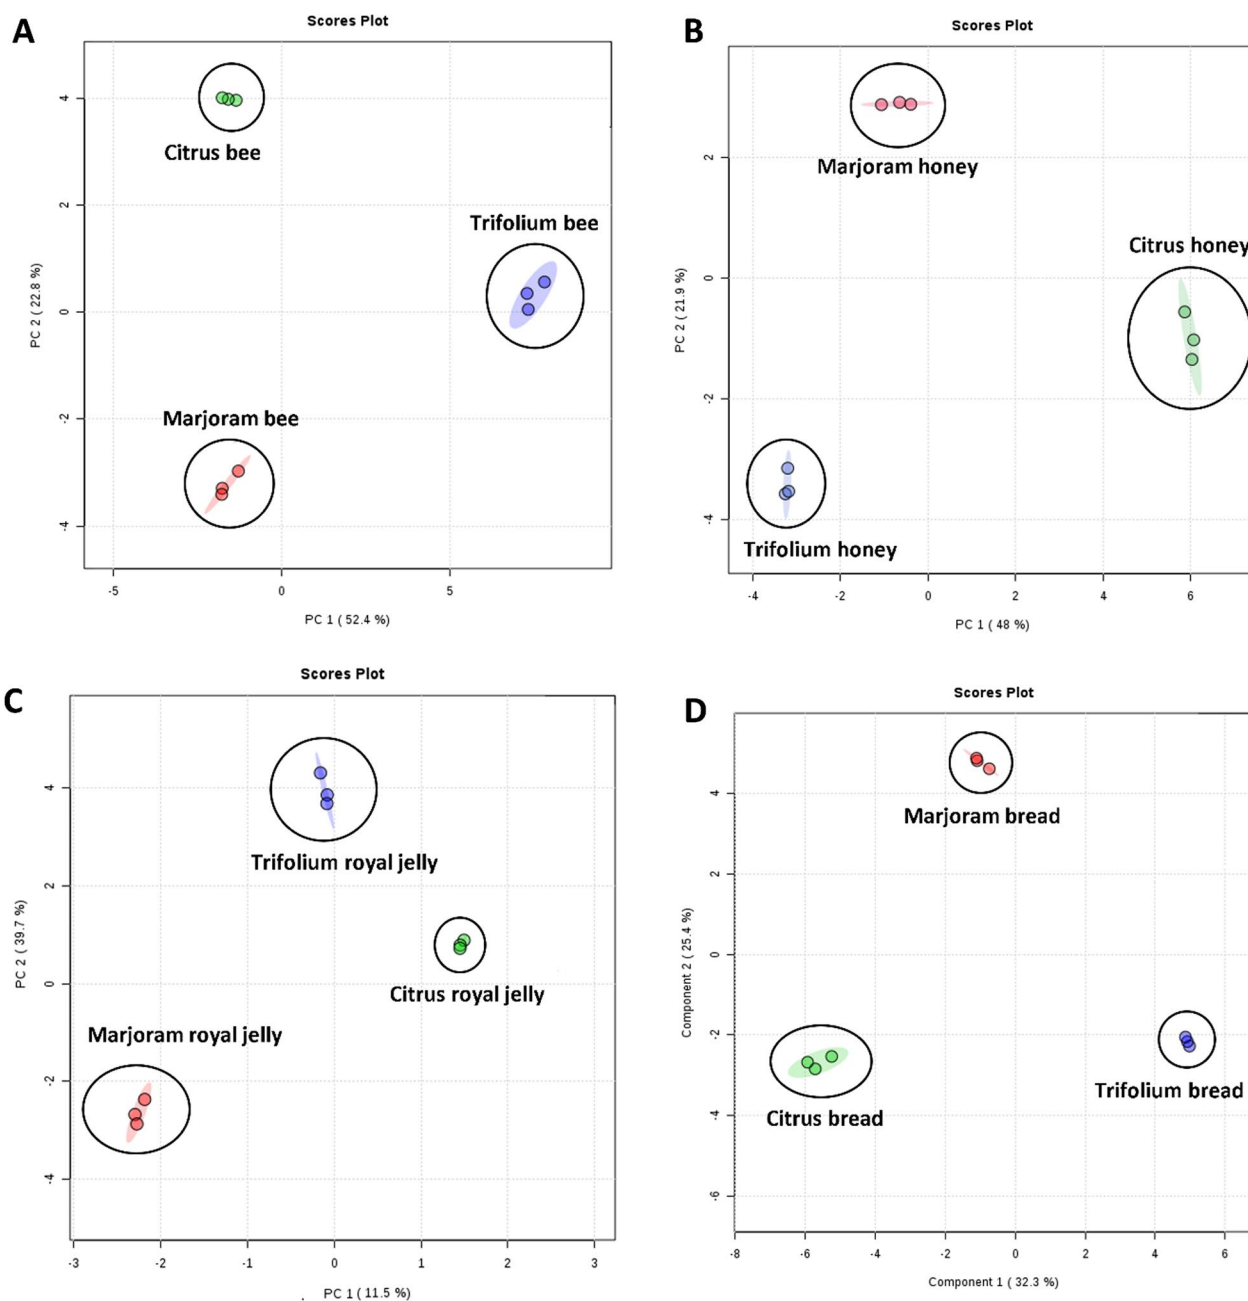 A
Scores Plot
4
2
0
-2
-4
PC 2 ( 22.8 %)
Citrus bee
Trifolium bee
Marjoram bee
-5
0
5
PC 1 ( 52.4 %)
B
Scores Plot
2
0
-2
-4
PC 2 ( 21.9 %)
Marjoram honey
Citrus honey
Trifolium honey
-4
-2
0
2
4
6
PC 1 ( 48 %)
C
Scores Plot
4
2
0
-2
-4
PC 2 ( 39.7 %)
Trifolium royal jelly
Citrus royal jelly
Marjoram royal jelly
-3
-2
-1
0
1
2
3
PC 1 ( 11.5 %)
D
Scores Plot
4
2
0
-2
-4
-6
Component 2 ( 25.4 %)
Marjoram bread
Trifolium bread
Citrus bread
-8
-6
-4
-2
0
2
4
6
Component 1 ( 32.3 %)